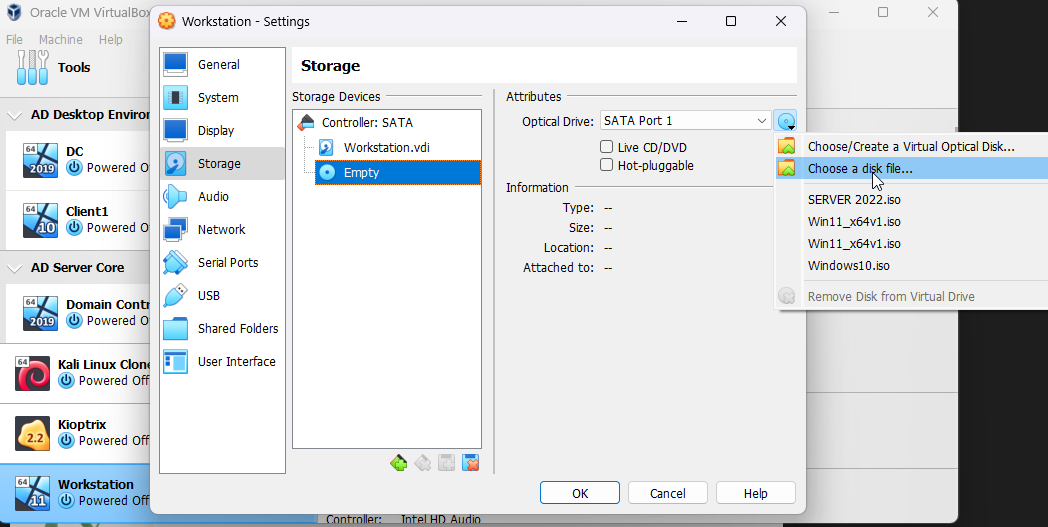 Oracle VM VirtualBox
File Machine Help
Tools
AD Desktop
DC
Powered
64
2019
Client1
Powered
64
10
AD Server Core
Domain
Powered
64
2019
Kali Linux Clone
Powered Off
64
Kioptrix
Powered Off
2.2
Workstation
Powered Off
64
11
Controller: Intel HD Audio
Workstation - Settings
General
System
Display
Storage
Audio
Network
Serial Ports
USB
Shared Folders
User Interface
Storage
Storage Devices
Controller: SATA
Workstation.vdi
Empty
Attributes
Optical Drive: SATA Port 1
Live CD/DVD
Hot-pluggable
Information
Type: --
Size: --
Location: --
Attached to: --
OK Cancel Help
Choose/Create a Virtual Optical Disk...
Choose a disk file...
SERVER 2022.iso
Win11_x64v1.iso
Win11_x64v1.iso
Windows10.iso
Remove Disk from Virtual Drive